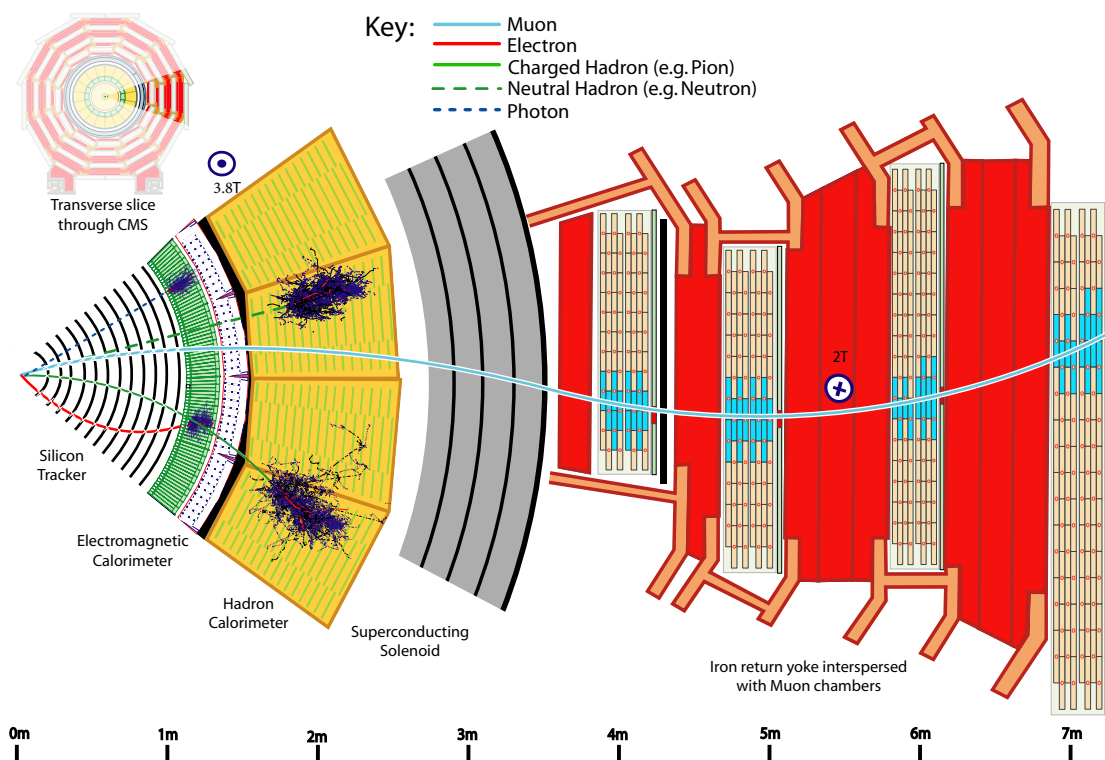 Key:
Muon
Electron
Charged Hadron (e.g. Pion)
Neutral Hadron (e.g. Neutron)
Photon
Transverse slice
through CMS
3.8T
2T
Silicon
Tracker
Electromagnetic
Calorimeter
Hadron
Calorimeter
Superconducting
Solenoid
Iron return yoke interspersed
with Muon chambers
0m
1m
2m
3m
4m
5m
6m
7m